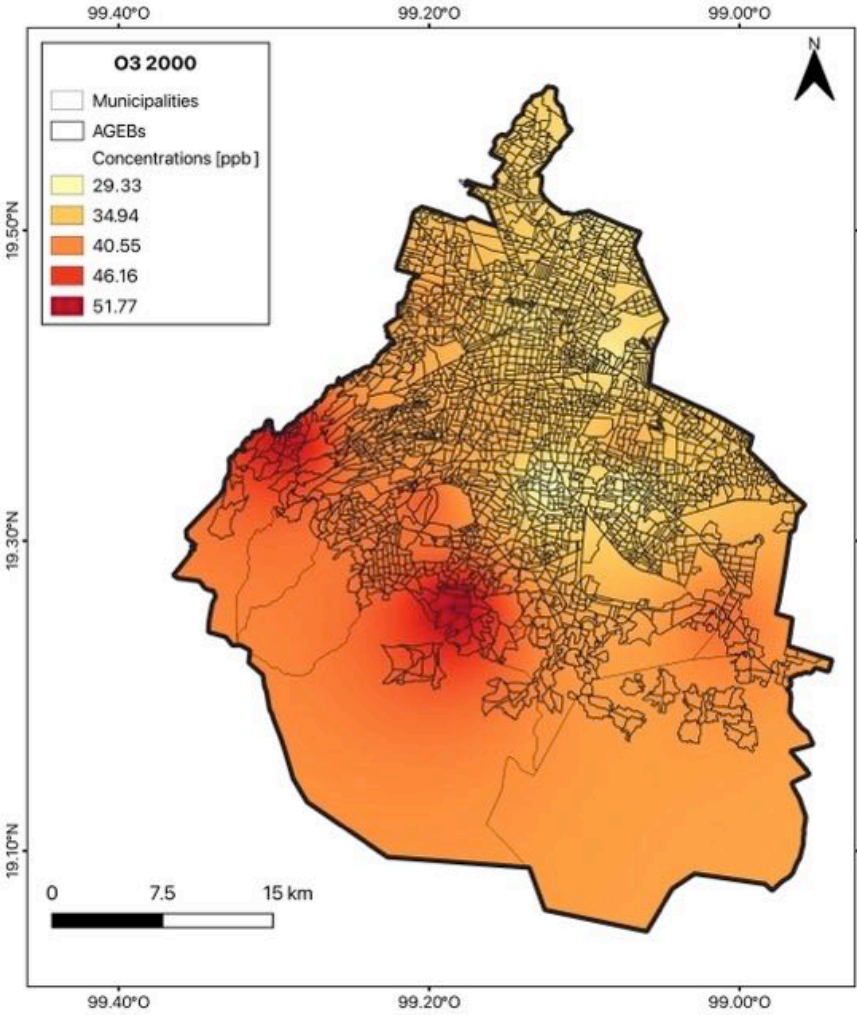 99.40°O 99.20°O 99.00°O
N
O3 2000
Municipalities
AGEBs
Concentrations [ppb]
29.33
34.94
40.55
46.16
51.77
19.50°N
19.30°N
19.10°N
0 7.5 15 km
99.40°O 99.20°O 99.00°O